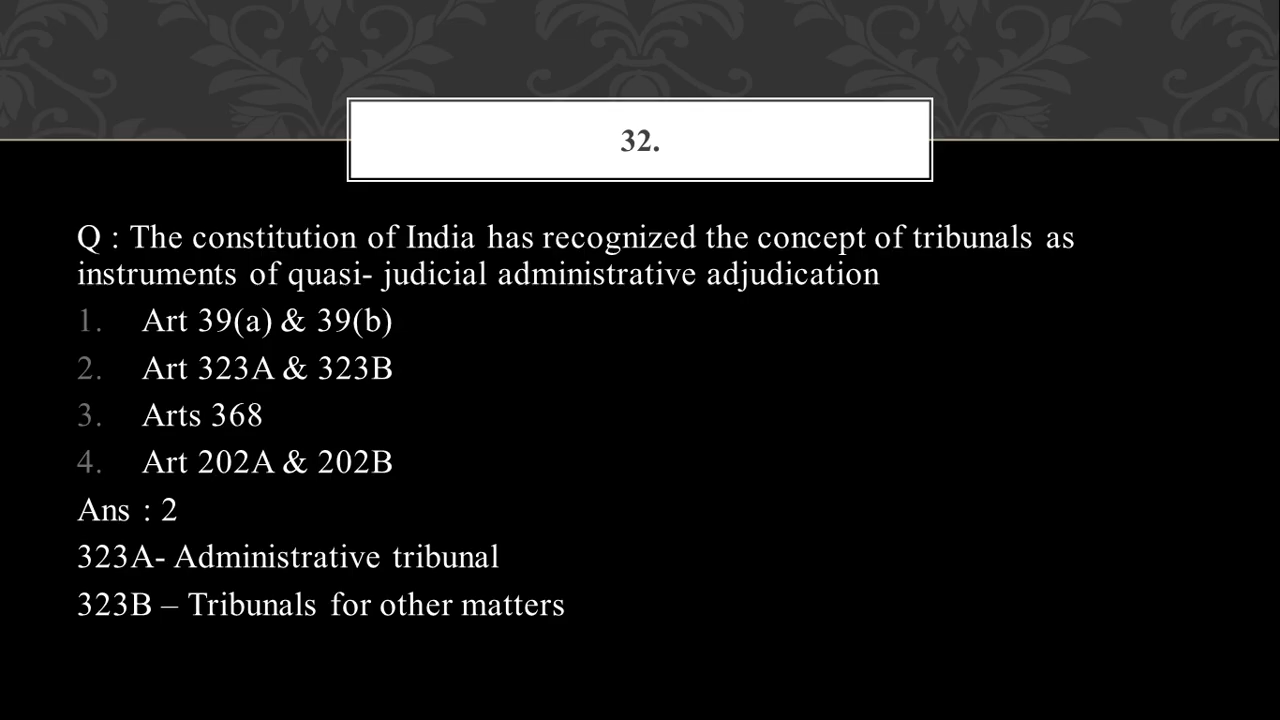 32.
Q : The constitution of India has recognized the concept of tribunals as
instruments of quasi- judicial administrative adjudication
1. Art 39(a) & 39(b)
2. Art 323A & 323B
3. Arts 368
4. Art 202A & 202B
Ans : 2
323A- Administrative tribunal
323B – Tribunals for other matters